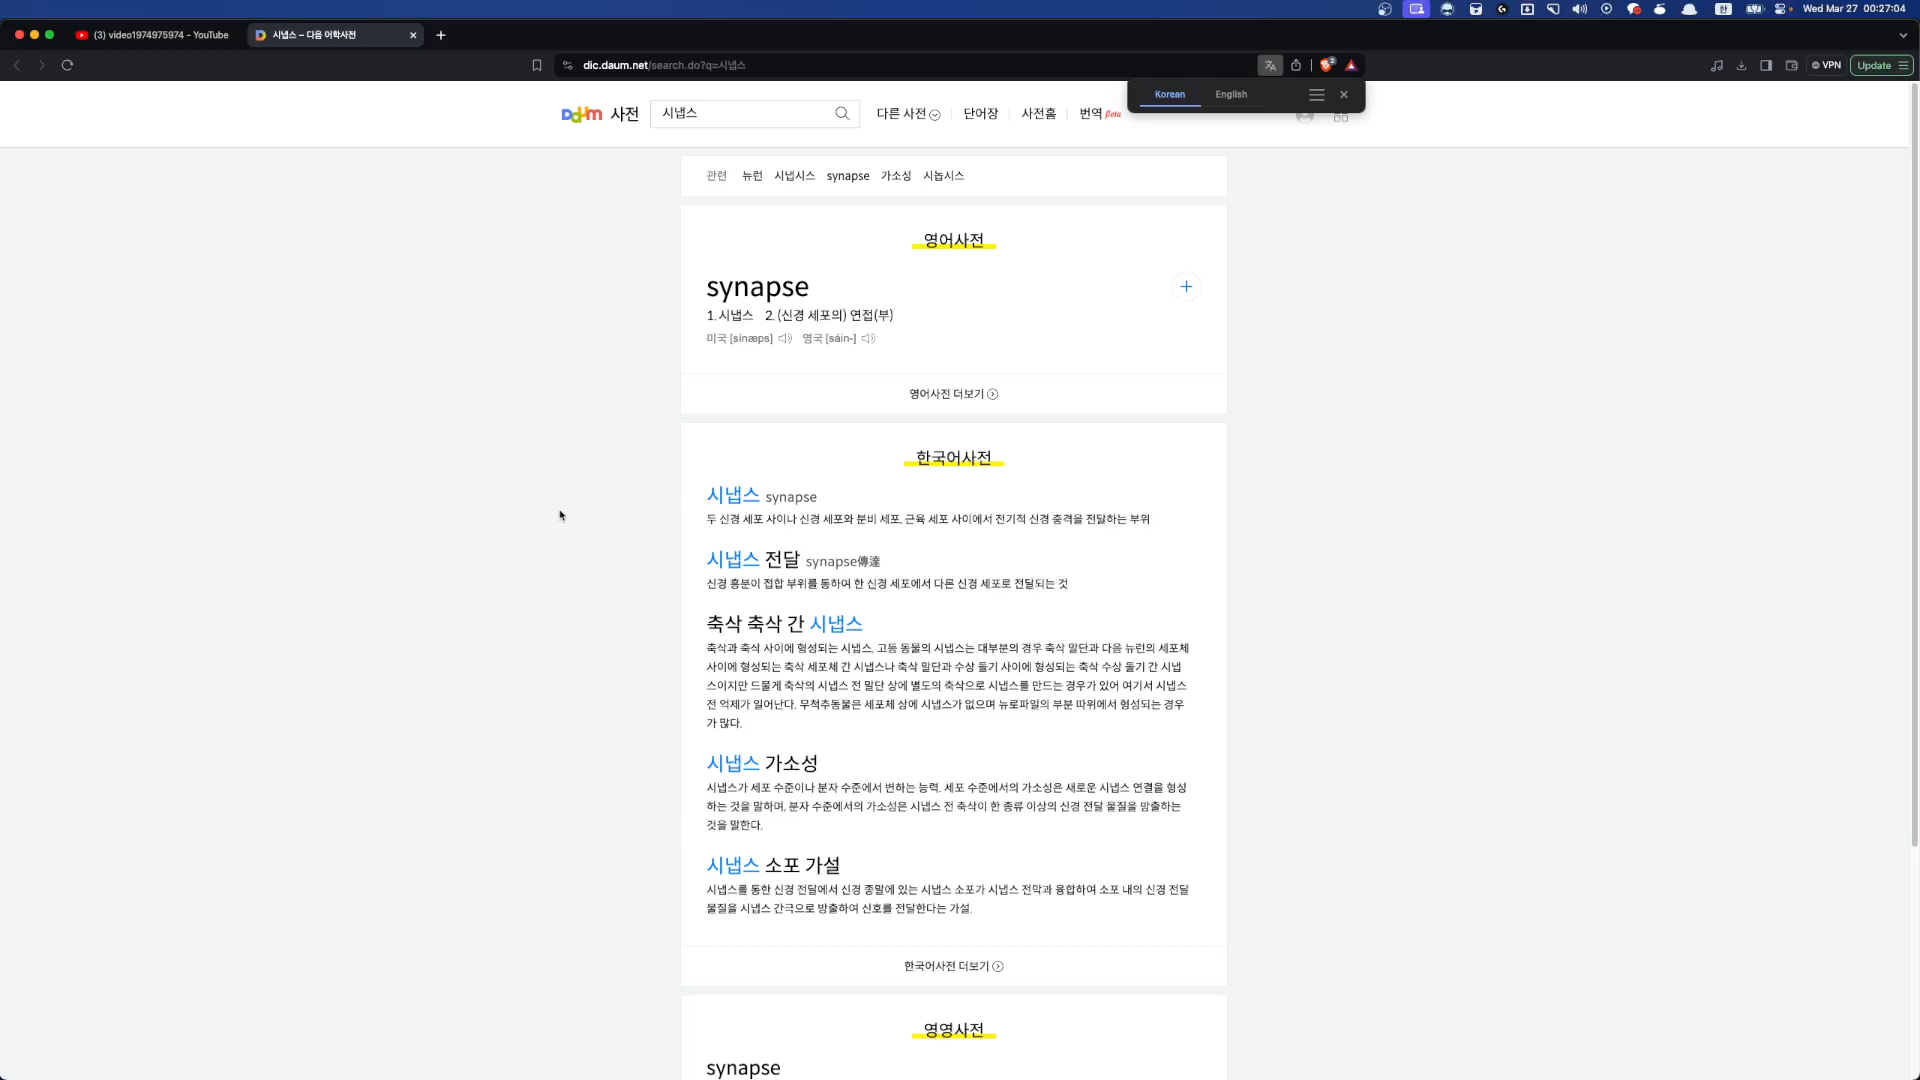 Wed Mar 27 00:27:04
(3) video1974975974 - YouTube
시냅스 – 다음 어학사전
dic.daum.net/search.do?q=시냅스
VPN
Update
Korean English
Daum 사전 시냅스 다른 사전 단어장 사전홈 번역 Beta
관련 뉴런 시냅시스 synapse 가소성 시놉시스
영어사전
synapse
1. 시냅스 2. (신경 세포의) 연접(부)
미국 [sínæps] 영국 [sáin-]
영어사전 더보기
한국어사전
시냅스 synapse
두 신경 세포 사이나 신경 세포와 분비 세포, 근육 세포 사이에서 전기적 신경 충격을 전달하는 부위
시냅스 전달 synapse傳達
신경 흥분이 접합 부위를 통하여 한 신경 세포에서 다른 신경 세포로 전달되는 것
축삭 축삭 간 시냅스
축삭과 축삭 사이에 형성되는 시냅스. 고등 동물의 시냅스는 대부분의 경우 축삭 말단과 다음 뉴런의 세포체
사이에 형성되는 축삭 세포체 간 시냅스나 축삭 말단과 수상 돌기 사이에 형성되는 축삭 수상 돌기 간 시냅
스이지만 드물게 축삭의 시냅스 전 말단 상에 별도의 축삭으로 시냅스를 만드는 경우가 있어 여기서 시냅스
전 억제가 일어난다. 무척추동물은 세포체 상에 시냅스가 없으며 뉴로파일의 부분 따위에서 형성되는 경우
가 많다.
시냅스 가소성
시냅스가 세포 수준이나 분자 수준에서 변하는 능력. 세포 수준에서의 가소성은 새로운 시냅스 연결을 형성
하는 것을 말하며, 분자 수준에서의 가소성은 시냅스 전 축삭이 한 종류 이상의 신경 전달 물질을 방출하는
것을 말한다.
시냅스 소포 가설
시냅스를 통한 신경 전달에서 신경 종말에 있는 시냅스 소포가 시냅스 전막과 융합하여 소포 내의 신경 전달
물질을 시냅스 간극으로 방출하여 신호를 전달한다는 가설.
한국어사전 더보기
영영사전
synapse